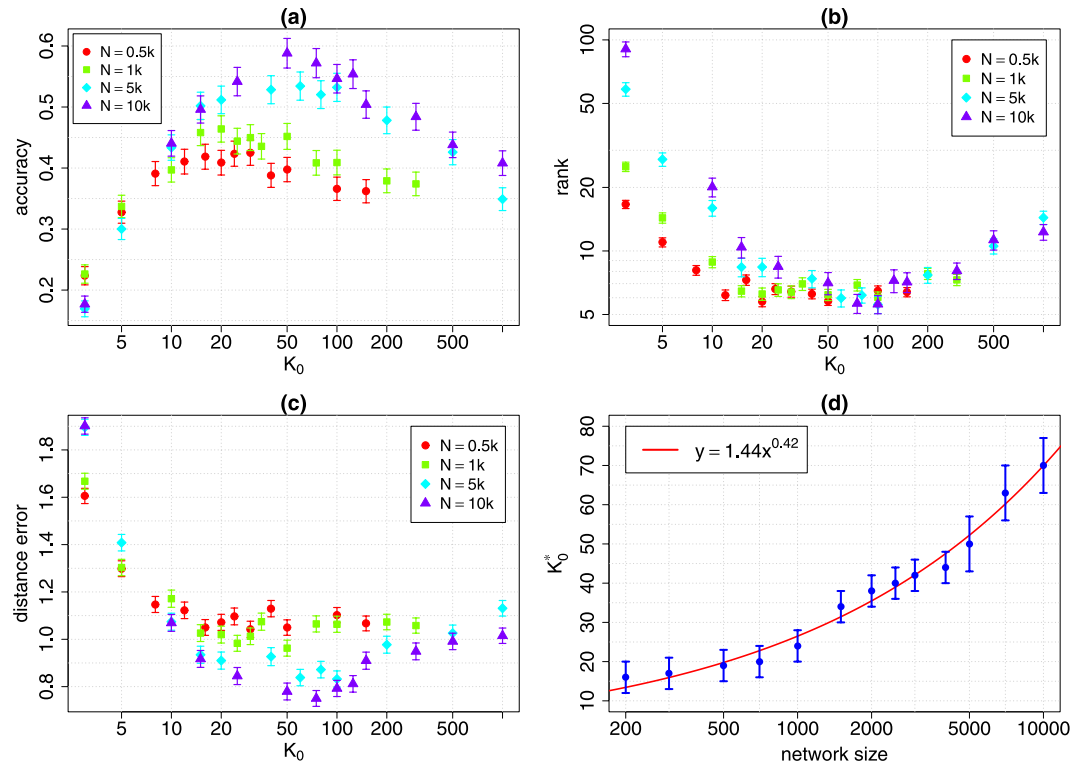 (a)
N = 0.5k
N = 1k
N = 5k
N = 10k
accuracy
0.2 0.3 0.4 0.5 0.6
5 10 20 50 100 200 500
K₀
(b)
N = 0.5k
N = 1k
N = 5k
N = 10k
rank
5 10 20 50 100
5 10 20 50 100 200 500
K₀
(c)
N = 0.5k
N = 1k
N = 5k
N = 10k
distance error
0.8 1.0 1.2 1.4 1.6 1.8
5 10 20 50 100 200 500
K₀
(d)
y = 1.44x^0.42
K₀*
10 20 30 40 50 60 70 80
200 500 1000 2000 5000 10000
network size